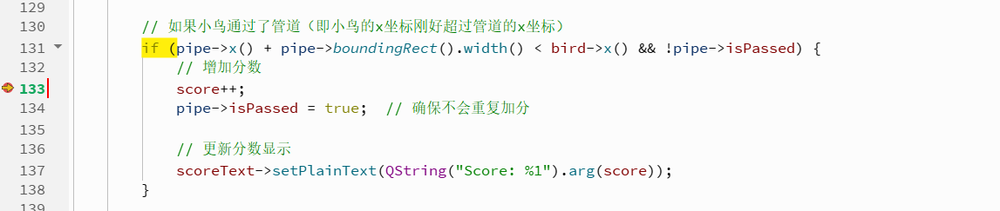 129
130 // 如果小鸟通过了管道（即小鸟的x坐标刚好超过管道的x坐标）
131 if (pipe->x() + pipe->boundingRect().width() < bird->x() && !pipe->isPassed) {
132 // 增加分数
133 score++;
134 pipe->isPassed = true;  // 确保不会重复加分
135
136 // 更新分数显示
137 scoreText->setPlainText(QString("Score: %1").arg(score));
138 }
139